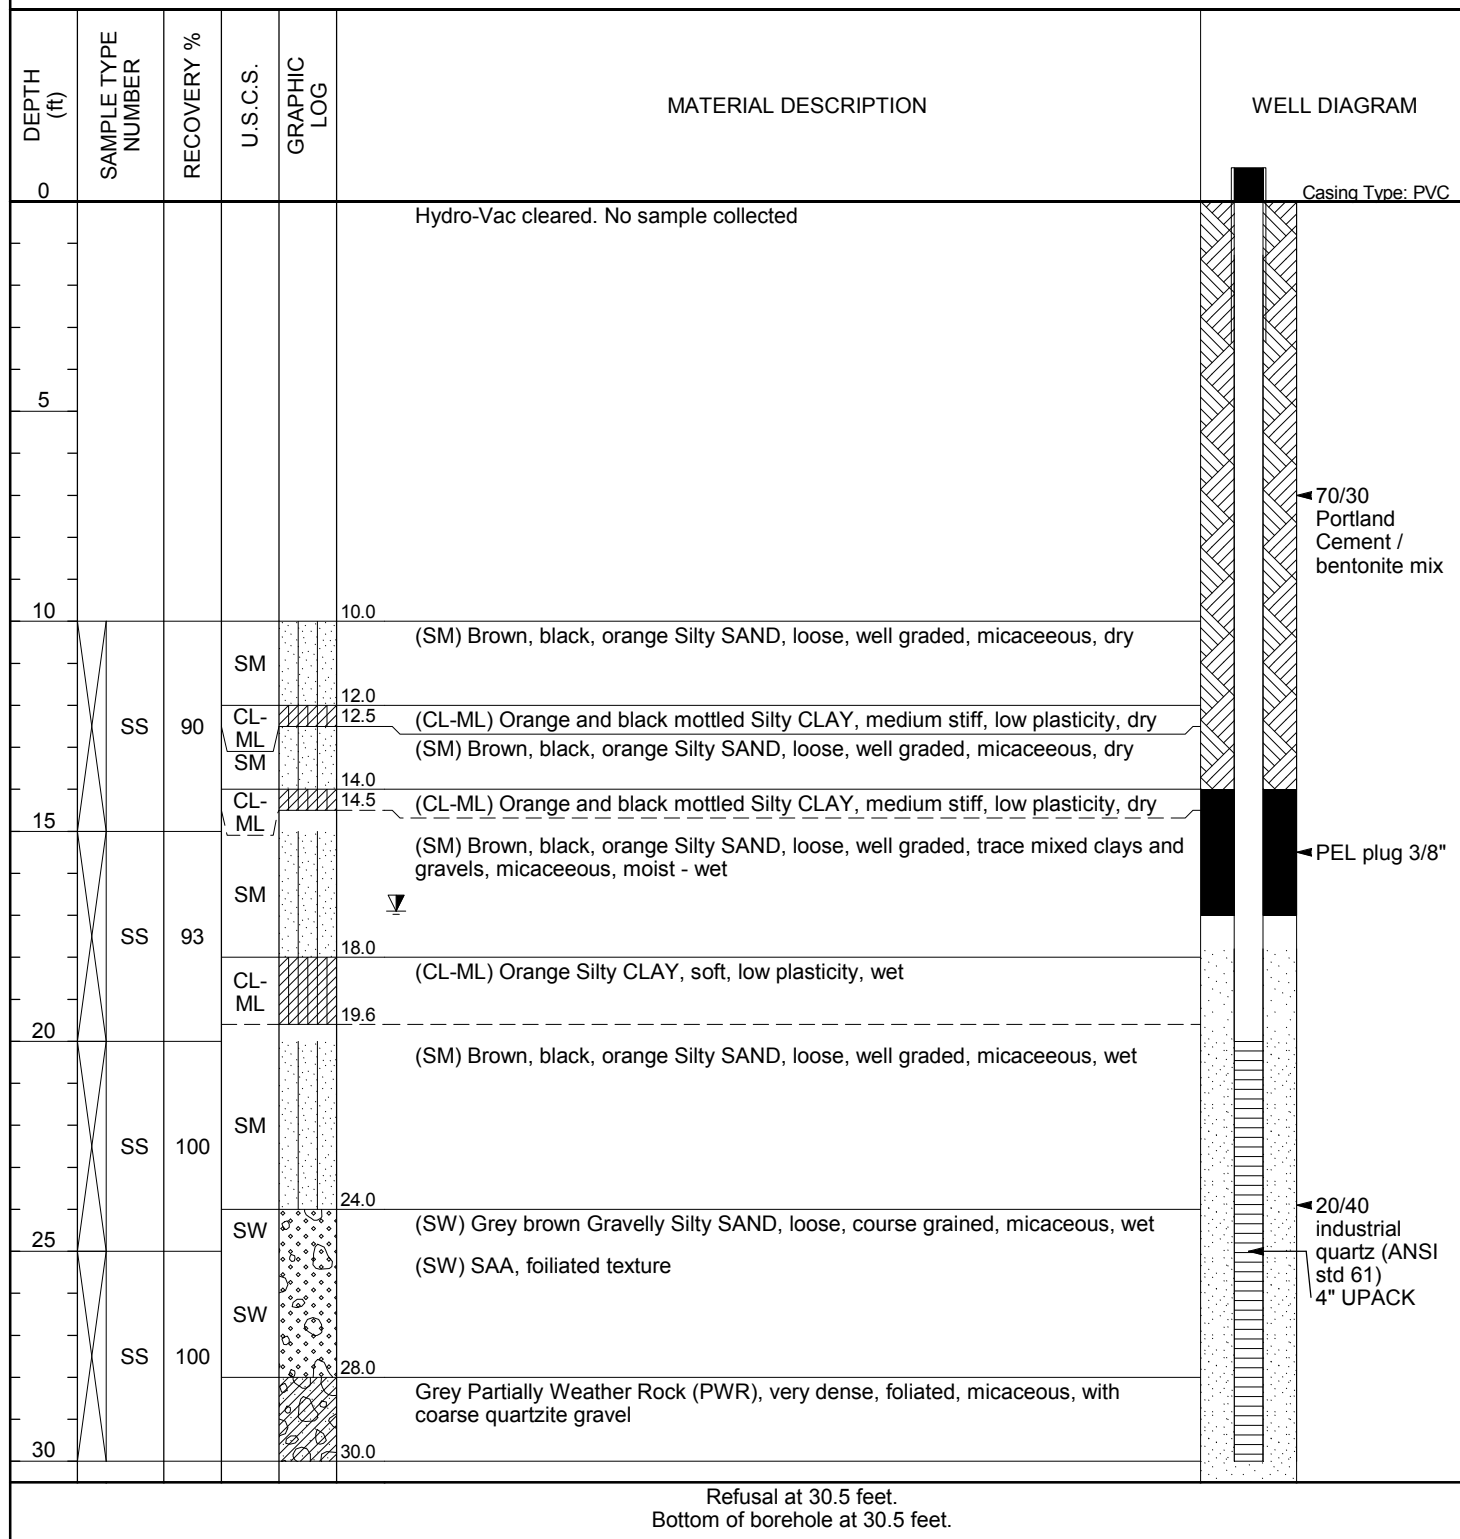 DEPTH
(ft)
SAMPLE TYPE
NUMBER
RECOVERY %
U.S.C.S.
GRAPHIC
LOG
MATERIAL DESCRIPTION
WELL DIAGRAM
0
Casing Type: PVC
Hydro-Vac cleared. No sample collected
5
70/30
Portland
Cement /
bentonite mix
10
10.0
(SM) Brown, black, orange Silty SAND, loose, well graded, micaceeous, dry
SM
12.0
SS
90
CL-
ML
12.5
(CL-ML) Orange and black mottled Silty CLAY, medium stiff, low plasticity, dry
SM
(SM) Brown, black, orange Silty SAND, loose, well graded, micaceeous, dry
14.0
CL-
ML
14.5
(CL-ML) Orange and black mottled Silty CLAY, medium stiff, low plasticity, dry
15
(SM) Brown, black, orange Silty SAND, loose, well graded, trace mixed clays and
gravels, micaceeous, moist - wet
PEL plug 3/8"
SM
SS
93
18.0
CL-
ML
(CL-ML) Orange Silty CLAY, soft, low plasticity, wet
19.6
20
(SM) Brown, black, orange Silty SAND, loose, well graded, micaceeous, wet
SM
SS
100
24.0
SW
(SW) Grey brown Gravelly Silty SAND, loose, course grained, micaceous, wet
20/40
industrial
quartz (ANSI
std 61)
4" UPACK
25
(SW) SAA, foiliated texture
SW
SS
100
28.0
Grey Partially Weather Rock (PWR), very dense, foliated, micaceous, with
coarse quartzite gravel
30
30.0
Refusal at 30.5 feet.
Bottom of borehole at 30.5 feet.